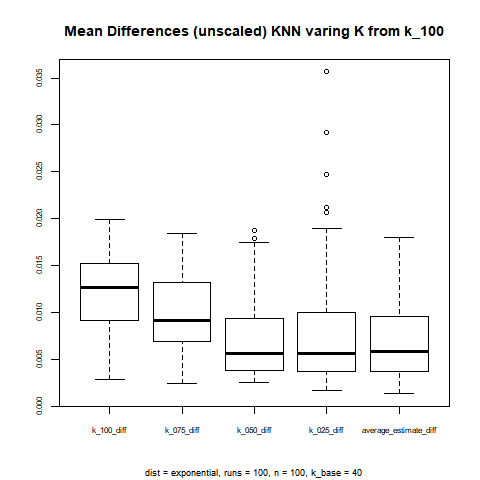 Mean Differences (unscaled) KNN varing K from k_100
0.035
0.030
0.025
0.020
0.015
0.010
0.005
0.000
k_100_diff k_075_diff k_050_diff k_025_diff average_estimate_diff
dist = exponential, runs = 100, n = 100, k_base = 40